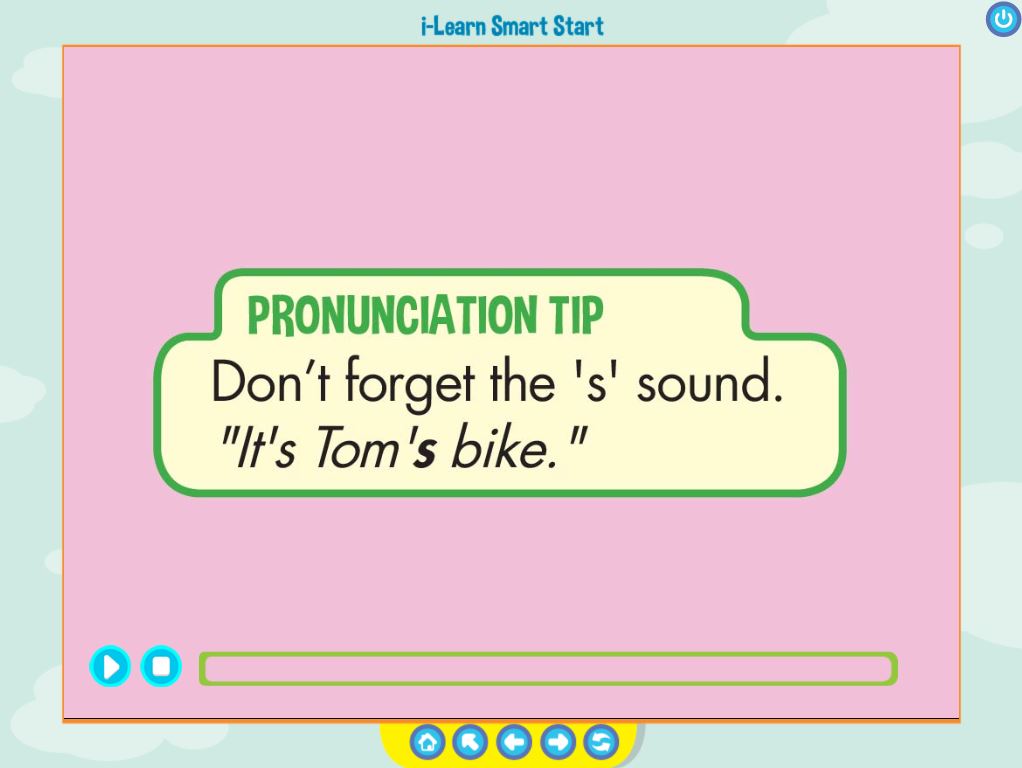 i-Learn Smart Start
PRONUNCIATION TIP
Don’t forget the 's' sound.
"It's Tom's bike."